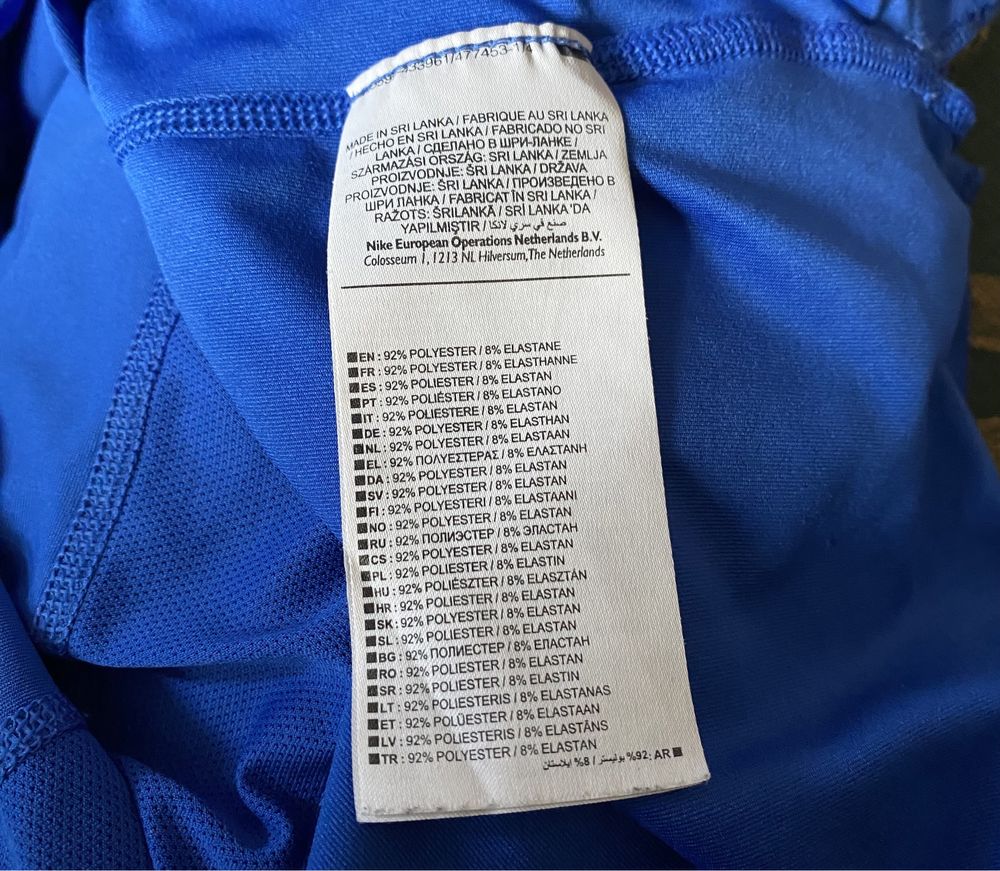 433961/477453-1/4
MADE IN SRI LANKA / FABRIQUE AU SRI LANKA
/ HECHO EN SRI LANKA / FABRICADO NO SRI
LANKA / СДЕЛАНО В ШРИ-ЛАНКЕ /
SZÁRMAZÁSI ORSZÁG: SRI LANKA / ZEMLJA
PROIZVODNJE: ŠRI LANKA / DRŽAVA
PROIZVODNJE: ŠRI LANKA / ПРОИЗВЕДЕНО В
ШРИ ЛАНКА / FABRICAT ÎN SRI LANKA /
RAŽOTS: ŠRILANKĀ / SRİ LANKA'DA
YAPILMIŞTIR / صنع في سري لانكا
Nike European Operations Netherlands B.V.
Colosseum 1, 1213 NL Hilversum, The Netherlands
EN : 92% POLYESTER / 8% ELASTANE
FR : 92% POLYESTER / 8% ELASTHANNE
ES : 92% POLIESTER / 8% ELASTAN
PT : 92% POLIÉSTER / 8% ELASTANO
IT : 92% POLIESTERE / 8% ELASTAN
DE : 92% POLYESTER / 8% ELASTHAN
NL : 92% POLYESTER / 8% ELASTAAN
EL : 92% ΠΟΛΥΕΣΤΕΡΑΣ / 8% ΕΛΑΣΤΑΝΗ
DA : 92% POLYESTER / 8% ELASTAN
SV : 92% POLYESTER / 8% ELASTAN
FI : 92% POLYESTERI / 8% ELASTAANI
NO : 92% POLYESTER / 8% ELASTAN
RU : 92% ПОЛИЭСТЕР / 8% ЭЛАСТАН
CS : 92% POLYESTER / 8% ELASTAN
PL : 92% POLIESTER / 8% ELASTIN
HU : 92% POLIÉSZTER / 8% ELASZTÁN
HR : 92% POLIESTER / 8% ELASTAN
SK : 92% POLYESTER / 8% ELASTAN
SL : 92% POLIESTER / 8% ELASTAN
BG : 92% ПОЛИЕСТЕР / 8% ЕЛАСТАН
RO : 92% POLIESTER / 8% ELASTAN
SR : 92% POLIESTER / 8% ELASTIN
LT : 92% POLIESTERIS / 8% ELASTANAS
ET : 92% POLÜESTER / 8% ELASTAAN
LV : 92% POLIESTERIS / 8% ELASTĀNS
TR : 92% POLYESTER / 8% ELASTAN
AR :92% بوليستر / 8% ايلاستان